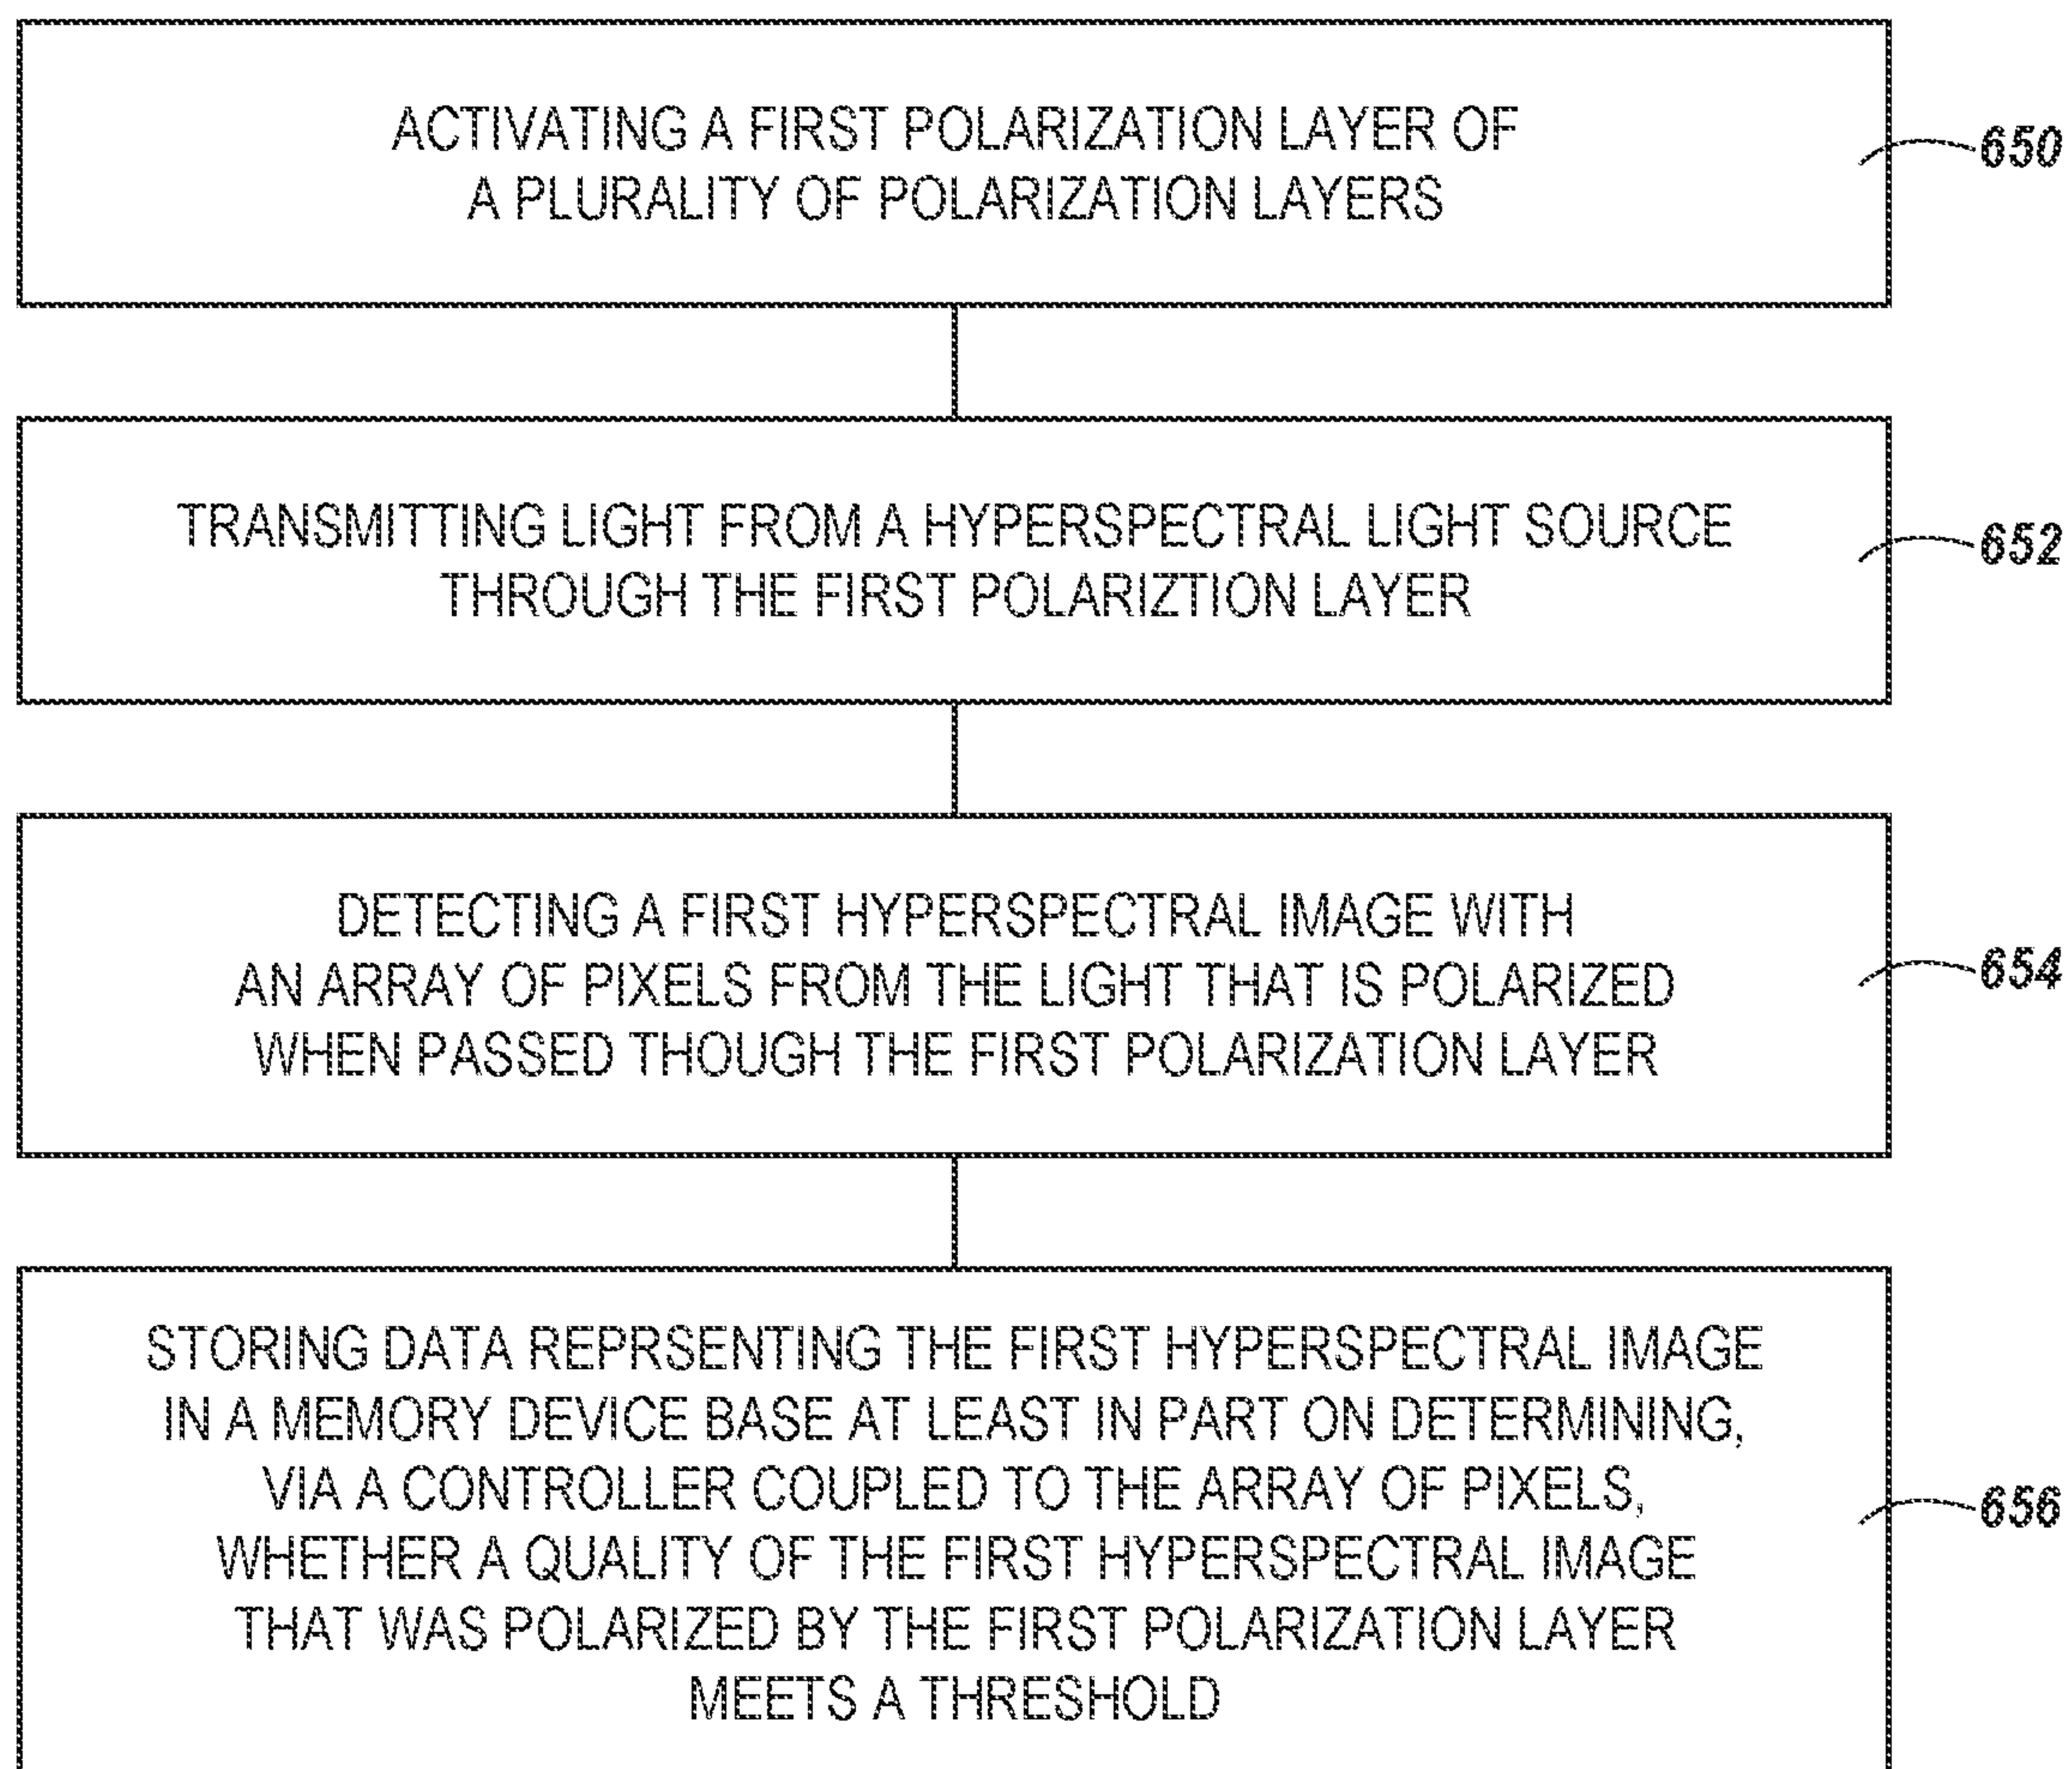 ACTIVATING A FIRST POLARIZATION LAYER OF
A PLURALITY OF POLARIZATION LAYERS
650
TRANSMITTING LIGHT FROM A HYPERSPECTRAL LIGHT SOURCE
THROUGH THE FIRST POLARIZTION LAYER
652
DETECTING A FIRST HYPERSPECTRAL IMAGE WITH
AN ARRAY OF PIXELS FROM THE LIGHT THAT IS POLARIZED
WHEN PASSED THOUGH THE FIRST POLARIZATION LAYER
654
STORING DATA REPRSENTING THE FIRST HYPERSPECTRAL IMAGE
IN A MEMORY DEVICE BASE AT LEAST IN PART ON DETERMINING,
VIA A CONTROLLER COUPLED TO THE ARRAY OF PIXELS,
WHETHER A QUALITY OF THE FIRST HYPERSPECTRAL IMAGE
THAT WAS POLARIZED BY THE FIRST POLARIZATION LAYER
MEETS A THRESHOLD
656